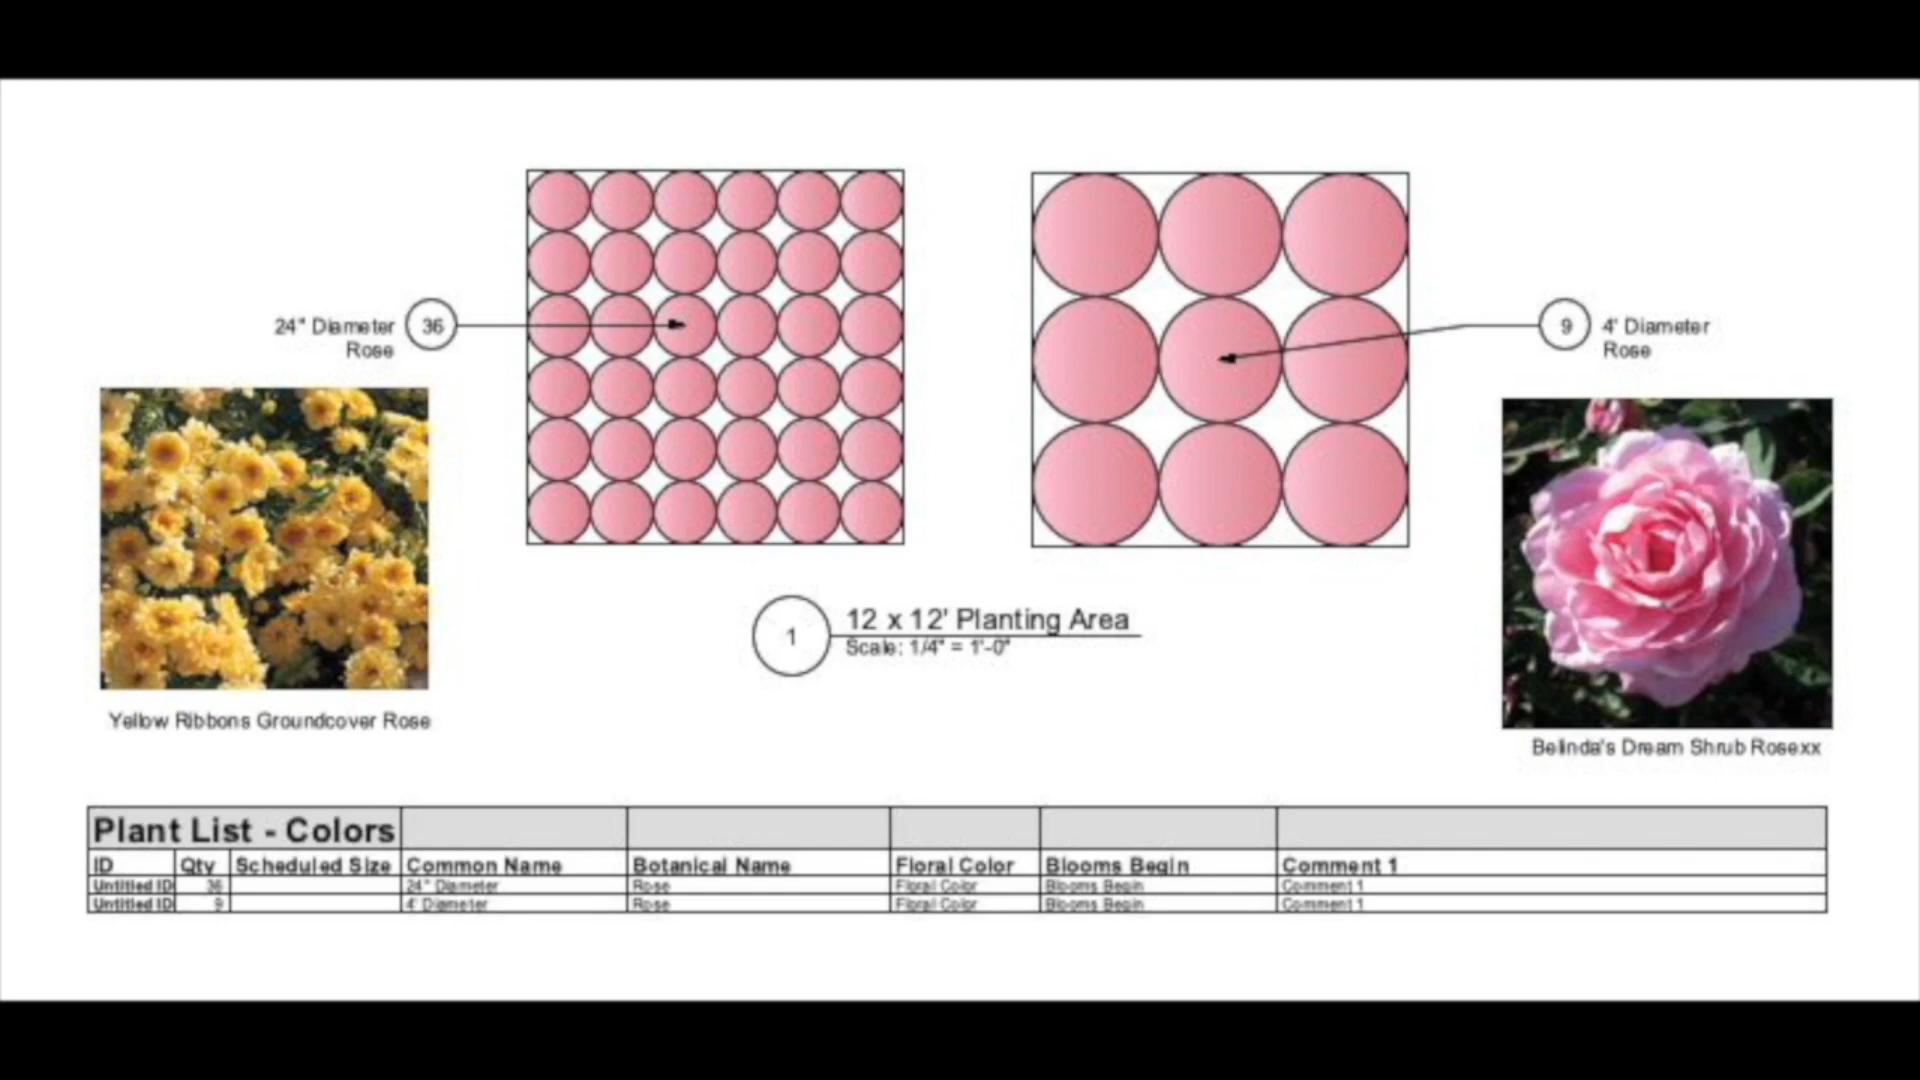 24" Diameter
Rose
36
9
4' Diameter
Rose
Yellow Ribbons Groundcover Rose
1
12 x 12' Planting Area
Scale: 1/4" = 1'-0"
Belinda's Dream Shrub Rosexx
Plant List - Colors
ID Qty Scheduled Size Common Name Botanical Name Floral Color Blooms Begin Comment 1
Untitled ID 36 24" Diameter Rose Floral Color Blooms Begin Comment 1
Untitled ID 9 4' Diameter Rose Floral Color Blooms Begin Comment 1